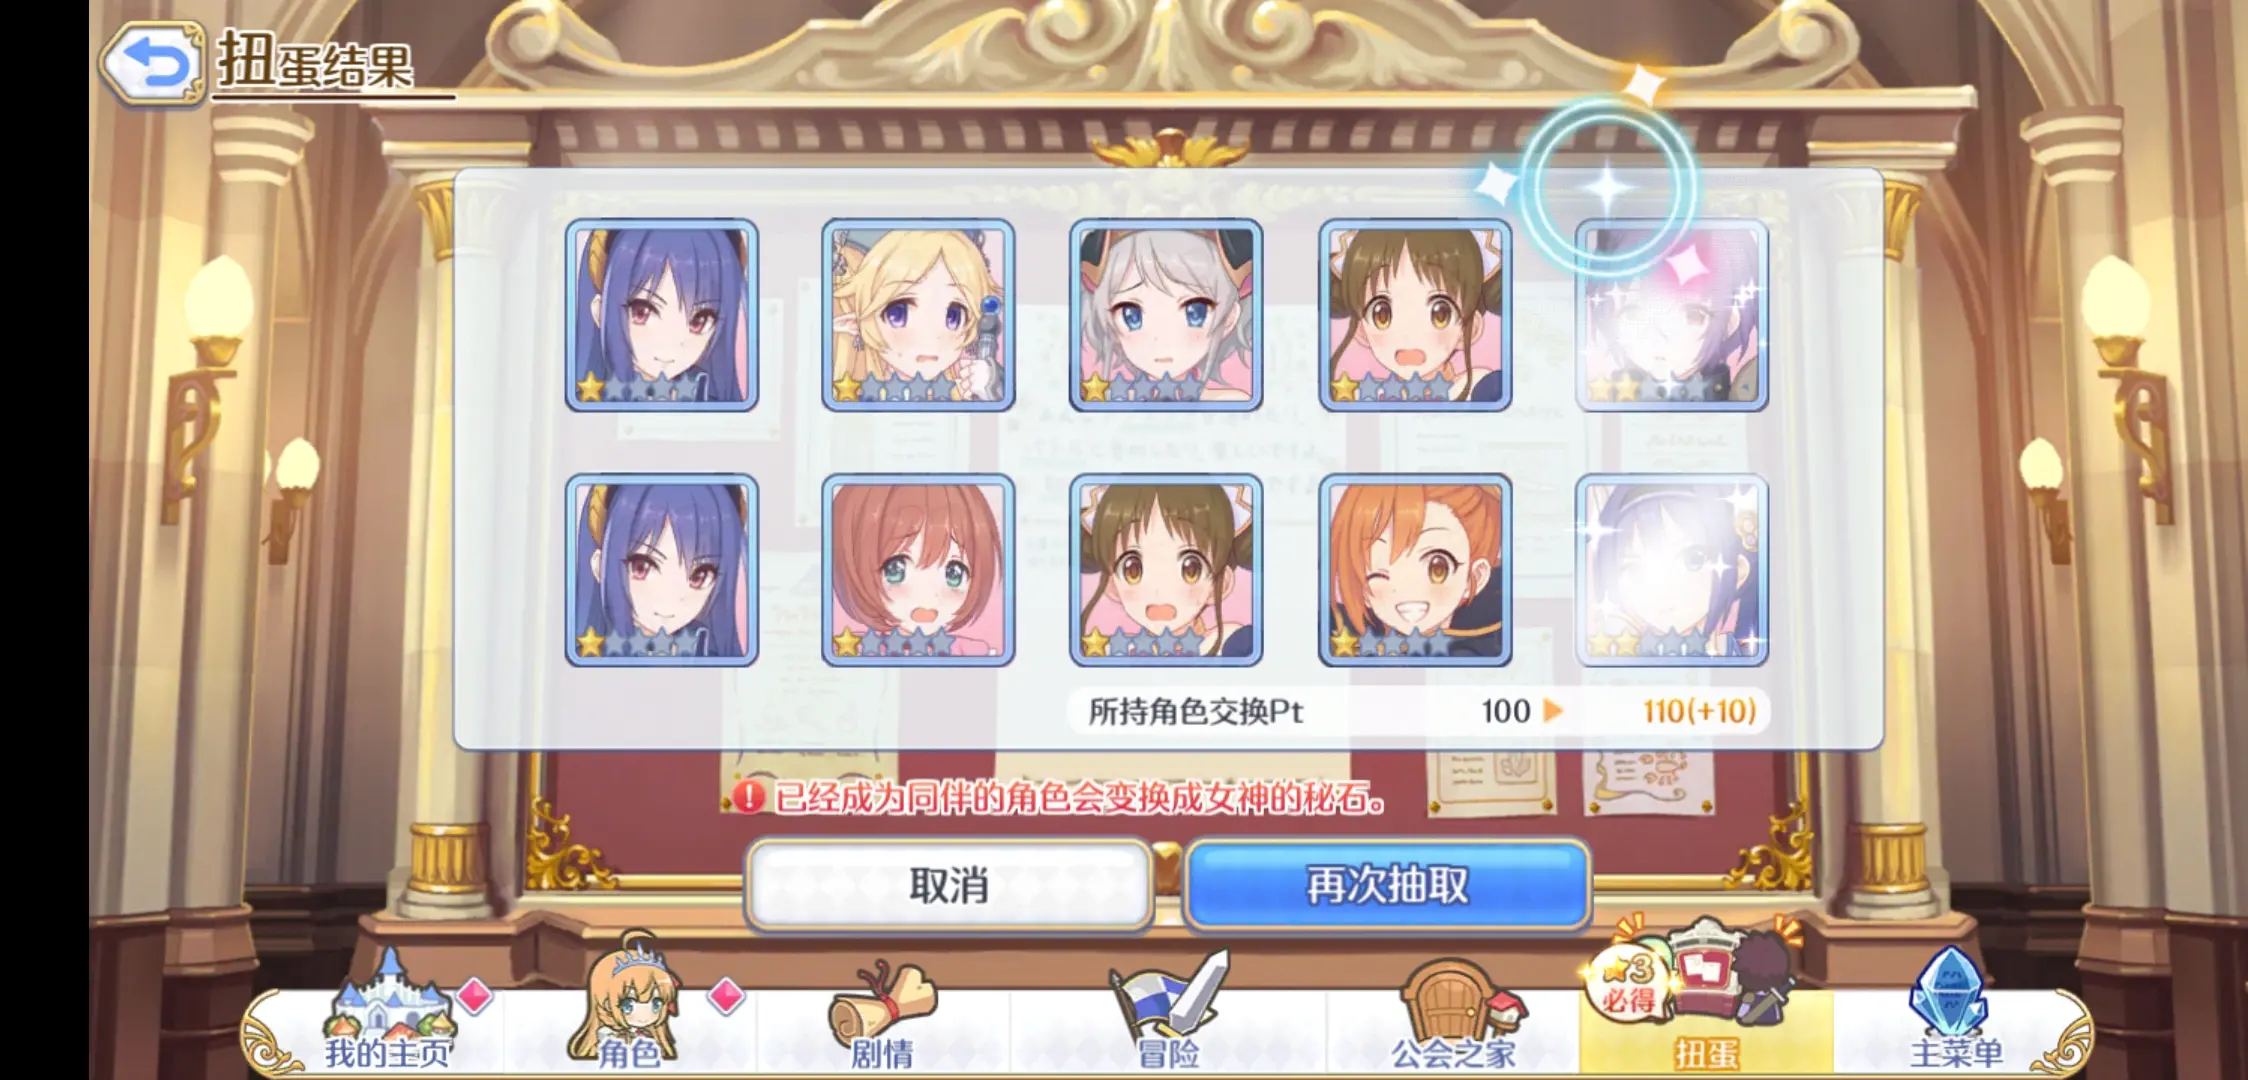 扭蛋结果
所持角色交换Pt 100 110(+10)
已经成为同伴的角色会变换成女神的秘石。
取消
再次抽取
★3
必得
我的主页
角色
剧情
冒险
公会之家
扭蛋
主菜单